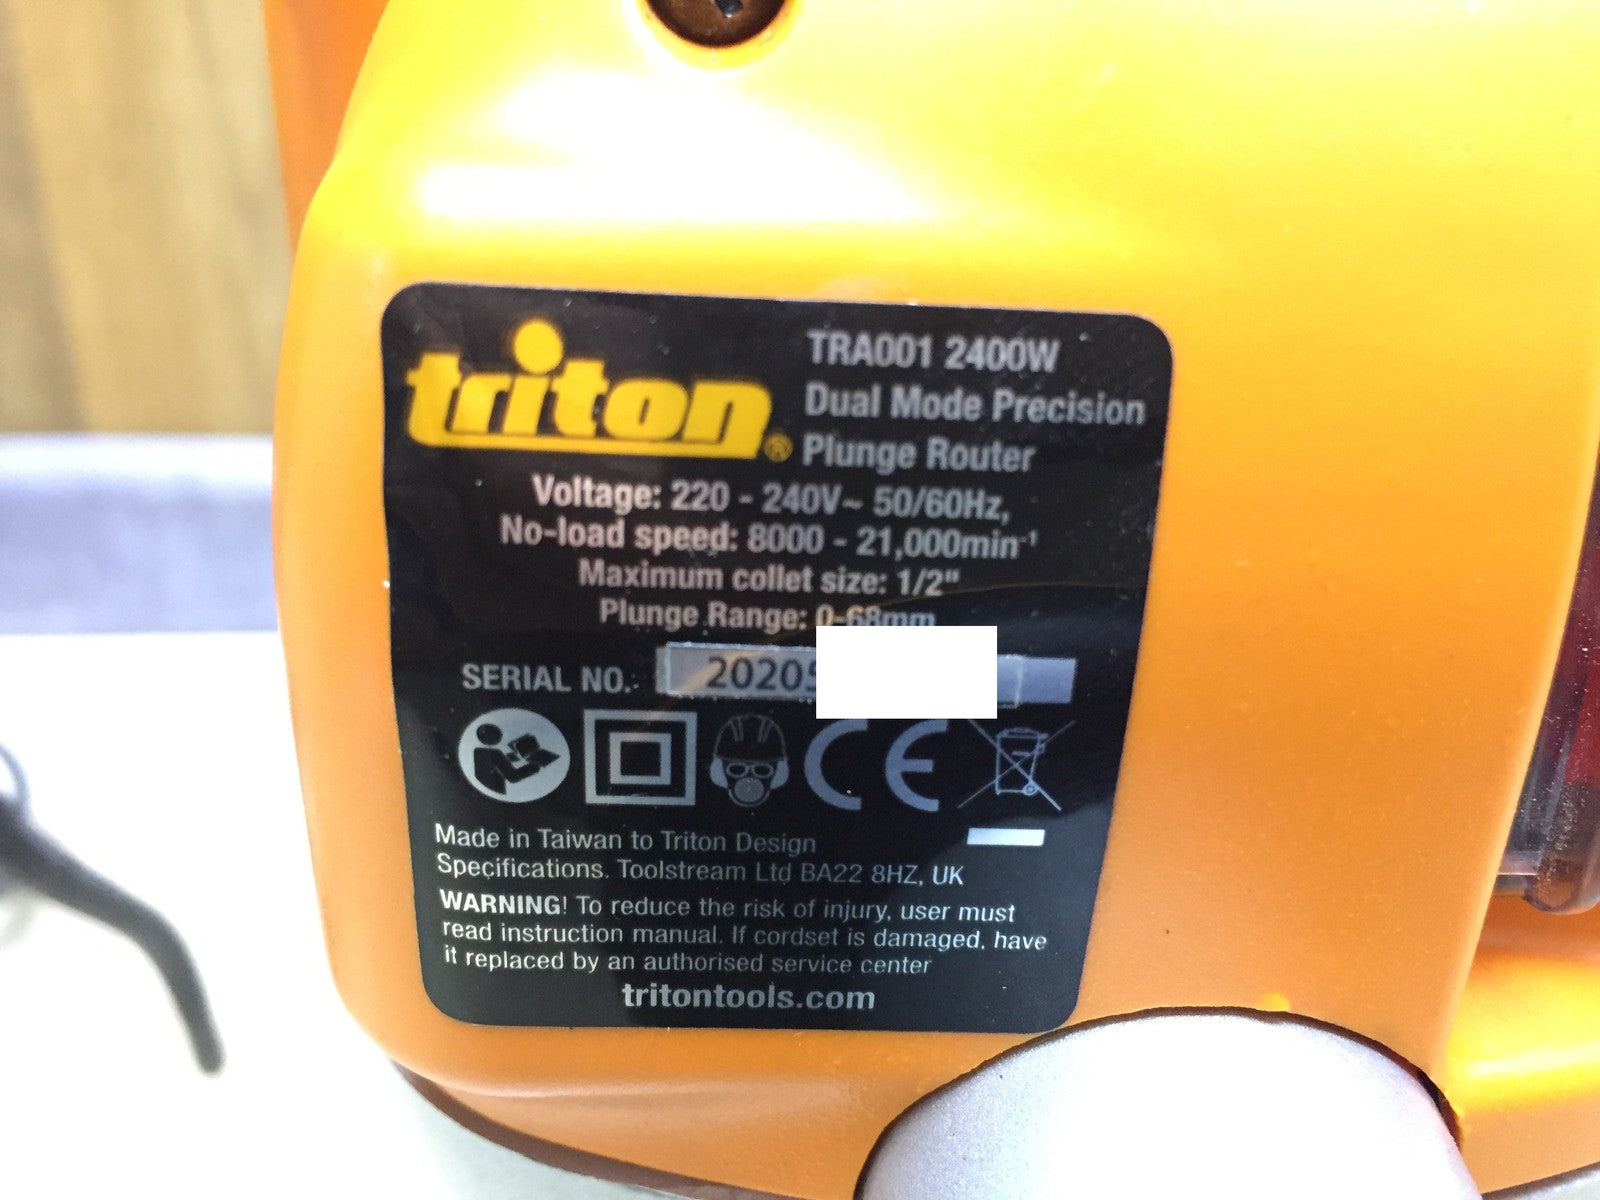 triton®
TRA001 2400W
Dual Mode Precision
Plunge Router
Voltage: 220 - 240V~ 50/60Hz,
No-load speed: 8000 - 21,000min⁻¹
Maximum collet size: 1/2"
Plunge Range: 0-68mm
SERIAL NO.: 20205
CE
Made in Taiwan to Triton Design
Specifications. Toolstream Ltd BA22 8HZ, UK
WARNING! To reduce the risk of injury, user must
read instruction manual. If cordset is damaged, have
it replaced by an authorised service center
tritontools.com